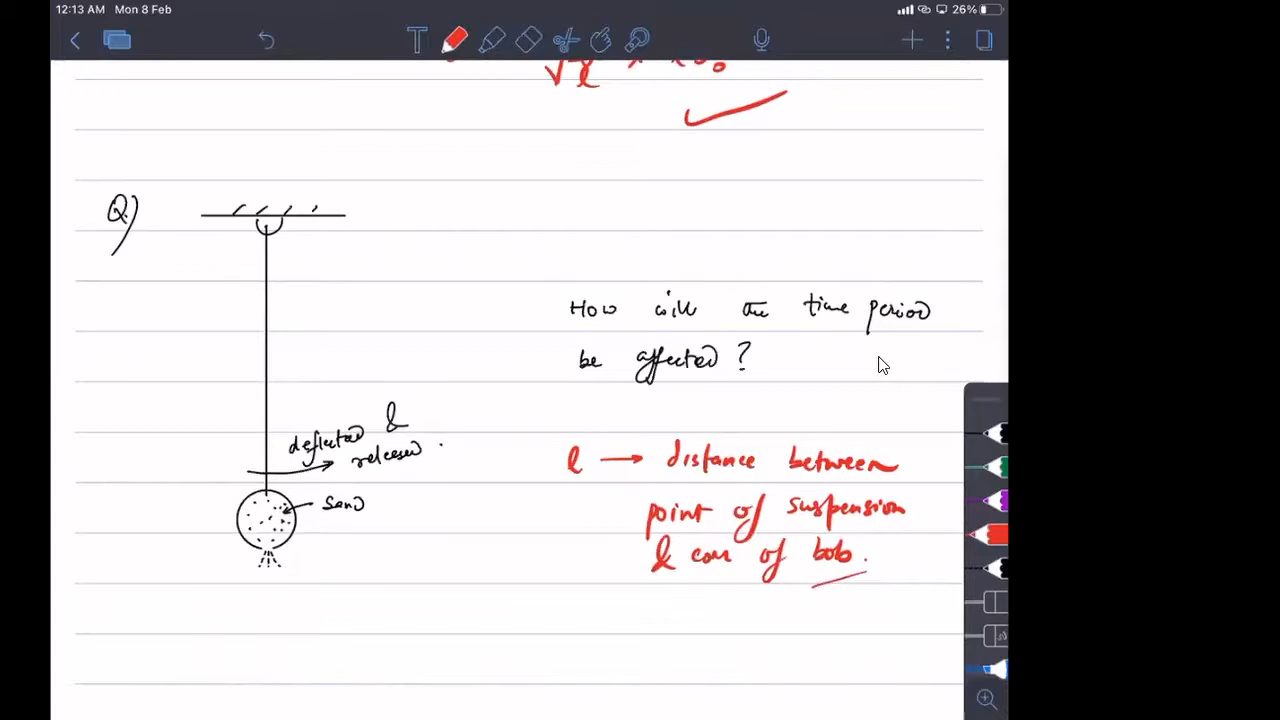 12:13 AM Mon 8 Feb
26%
T
Q.)
How will the time period
be affected ?
deflected &
released .
sand
l → distance between
point of suspension
& com of bob.